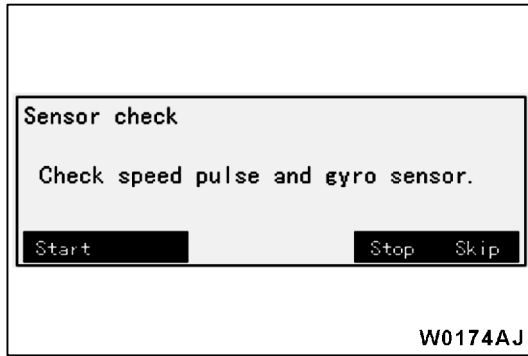 Sensor check
Check speed pulse and gyro sensor.
Start Stop Skip
W0174AJ